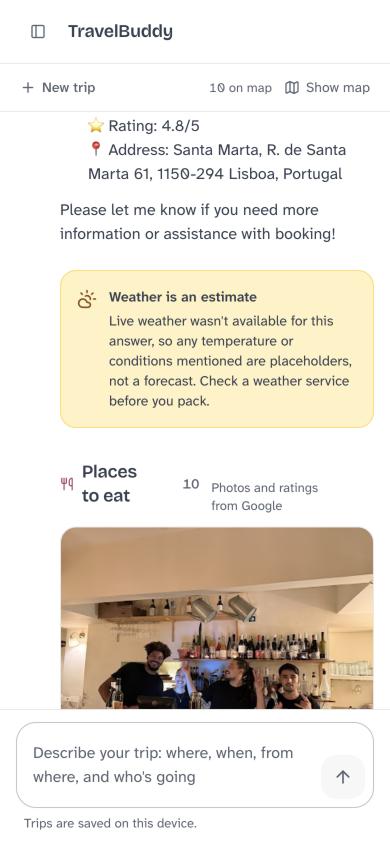 TravelBuddy
New trip
10 on map
Show map
⭐ Rating: 4.8/5
📍 Address: Santa Marta, R. de Santa
Marta 61, 1150-294 Lisboa, Portugal
Please let me know if you need more
information or assistance with booking!
Weather is an estimate
Live weather wasn't available for this
answer, so any temperature or
conditions mentioned are placeholders,
not a forecast. Check a weather service
before you pack.
Places
to eat
10
Photos and ratings
from Google
Describe your trip: where, when, from
where, and who's going
Trips are saved on this device.